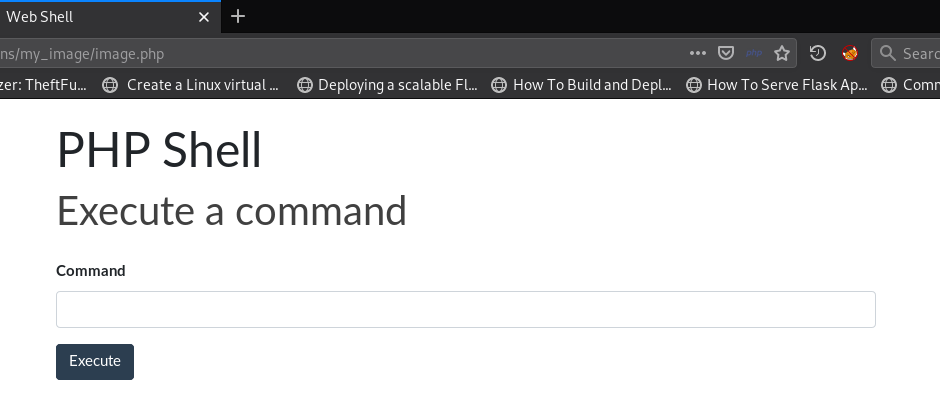 Web Shell
ns/my_image/image.php
Searc
zer: TheftFu... Create a Linux virtual ... Deploying a scalable Fl... How To Build and Depl... How To Serve Flask Ap... Comm
PHP Shell
Execute a command
Command
Execute